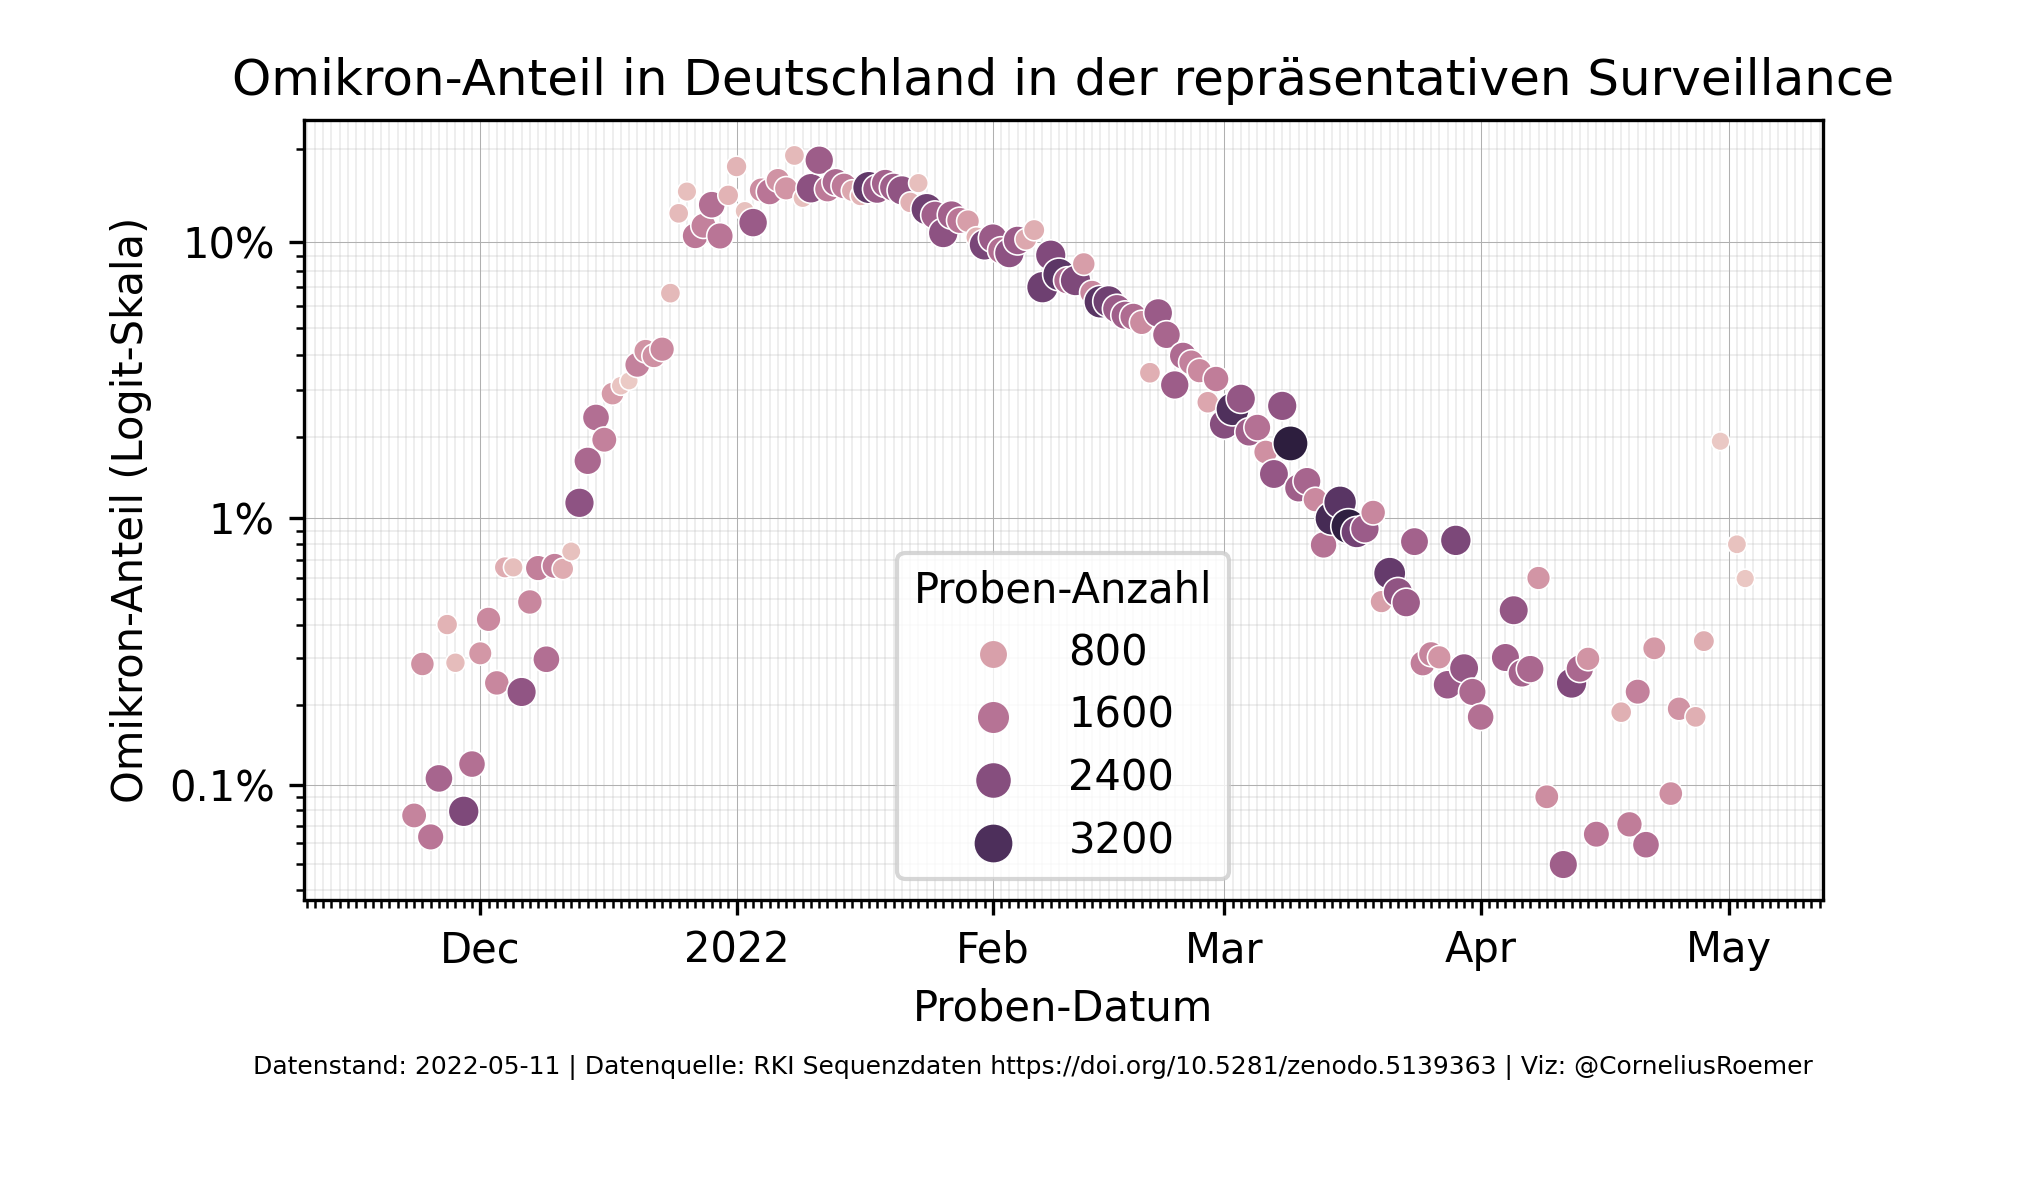 Omikron-Anteil in Deutschland in der repräsentativen Surveillance
Omikron-Anteil (Logit-Skala)
10%
1%
0.1%
Proben-Anzahl
800
1600
2400
3200
Dec 2022 Feb Mar Apr May
Proben-Datum
Datenstand: 2022-05-11 | Datenquelle: RKI Sequenzdaten https://doi.org/10.5281/zenodo.5139363 | Viz: @CorneliusRoemer